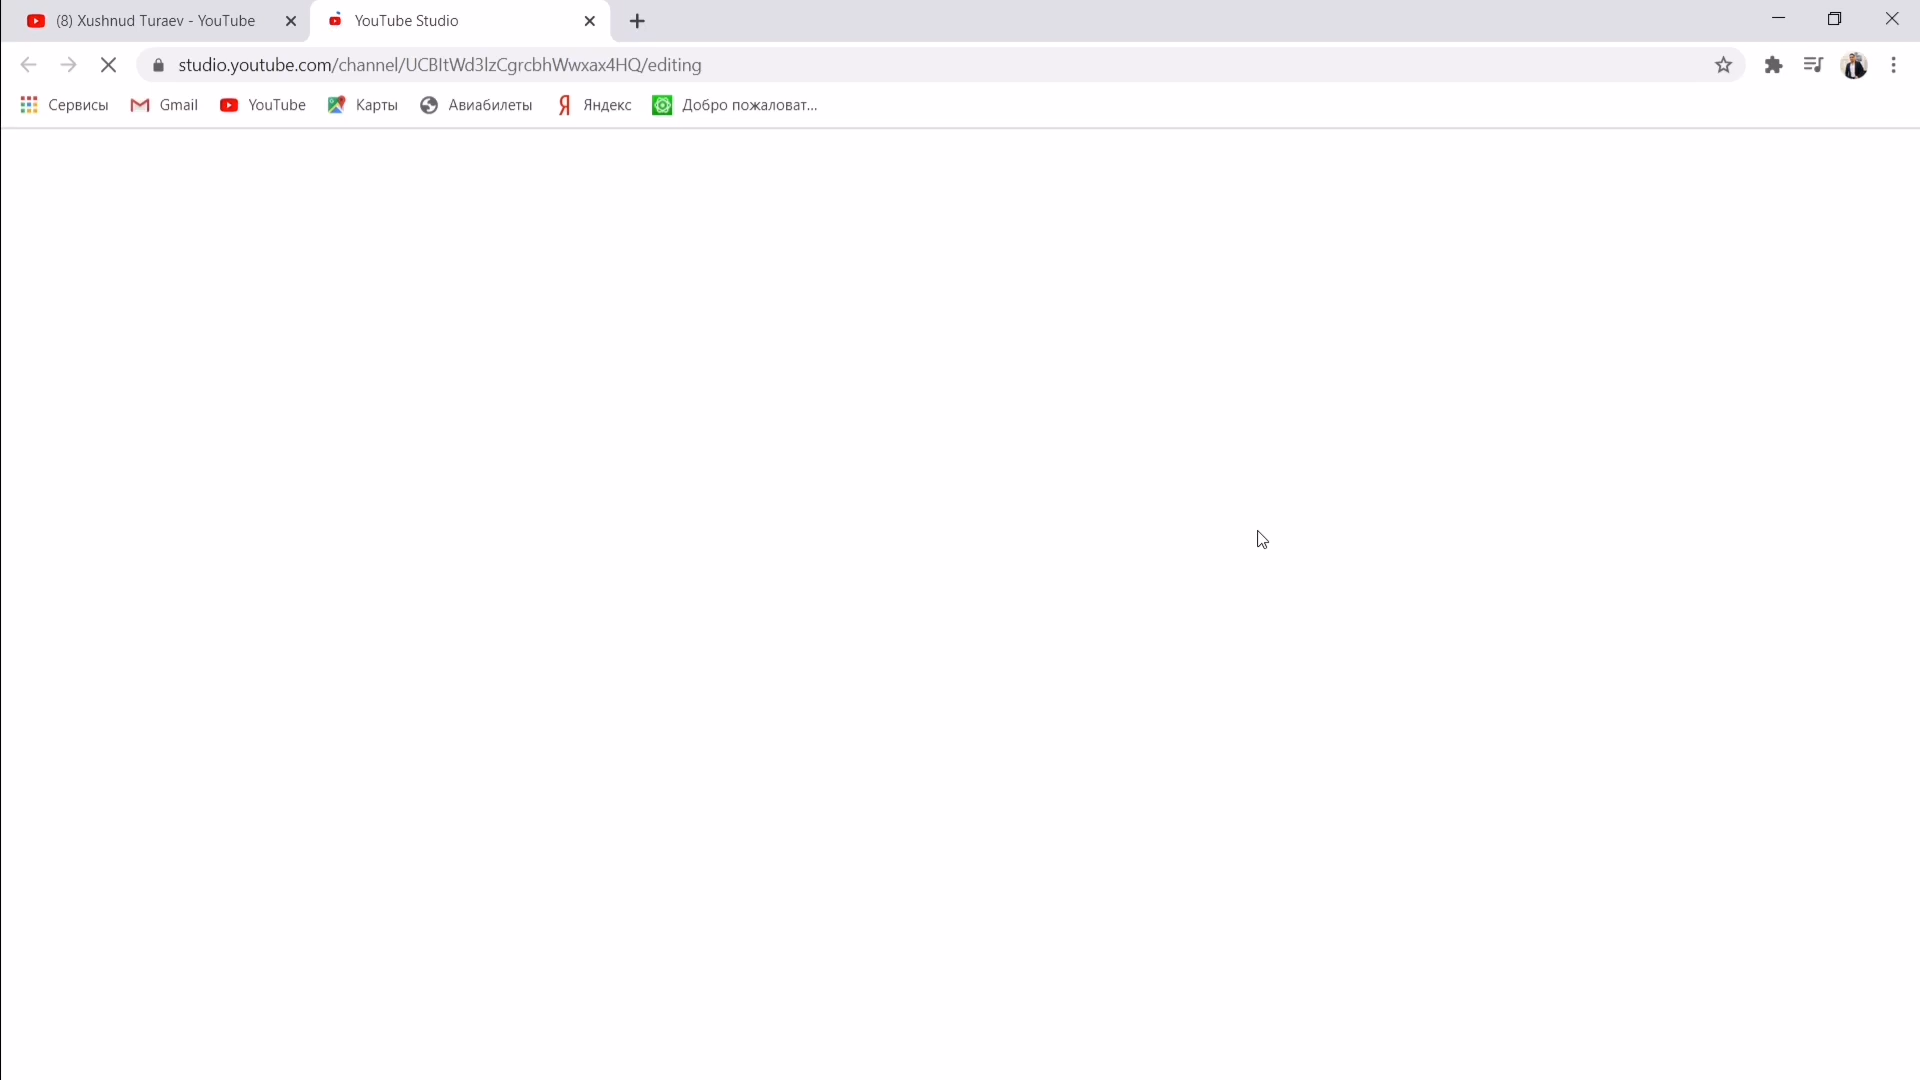 (8) Xushnud Turaev - YouTube
YouTube Studio
studio.youtube.com/channel/UCBItWd3lzCgrcbhWwxax4HQ/editing
Сервисы
Gmail
YouTube
Карты
Авиабилеты
Яндекс
Добро пожаловат...